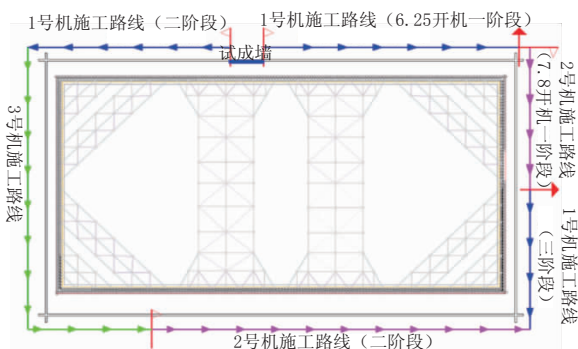 1号机施工路线（二阶段）
1号机施工路线（6.25开机一阶段）
试成墙
2号机施工路线
（7.8开机一阶段）
3号机施工路线
1号机施工路线
（三阶段）
2号机施工路线（二阶段）